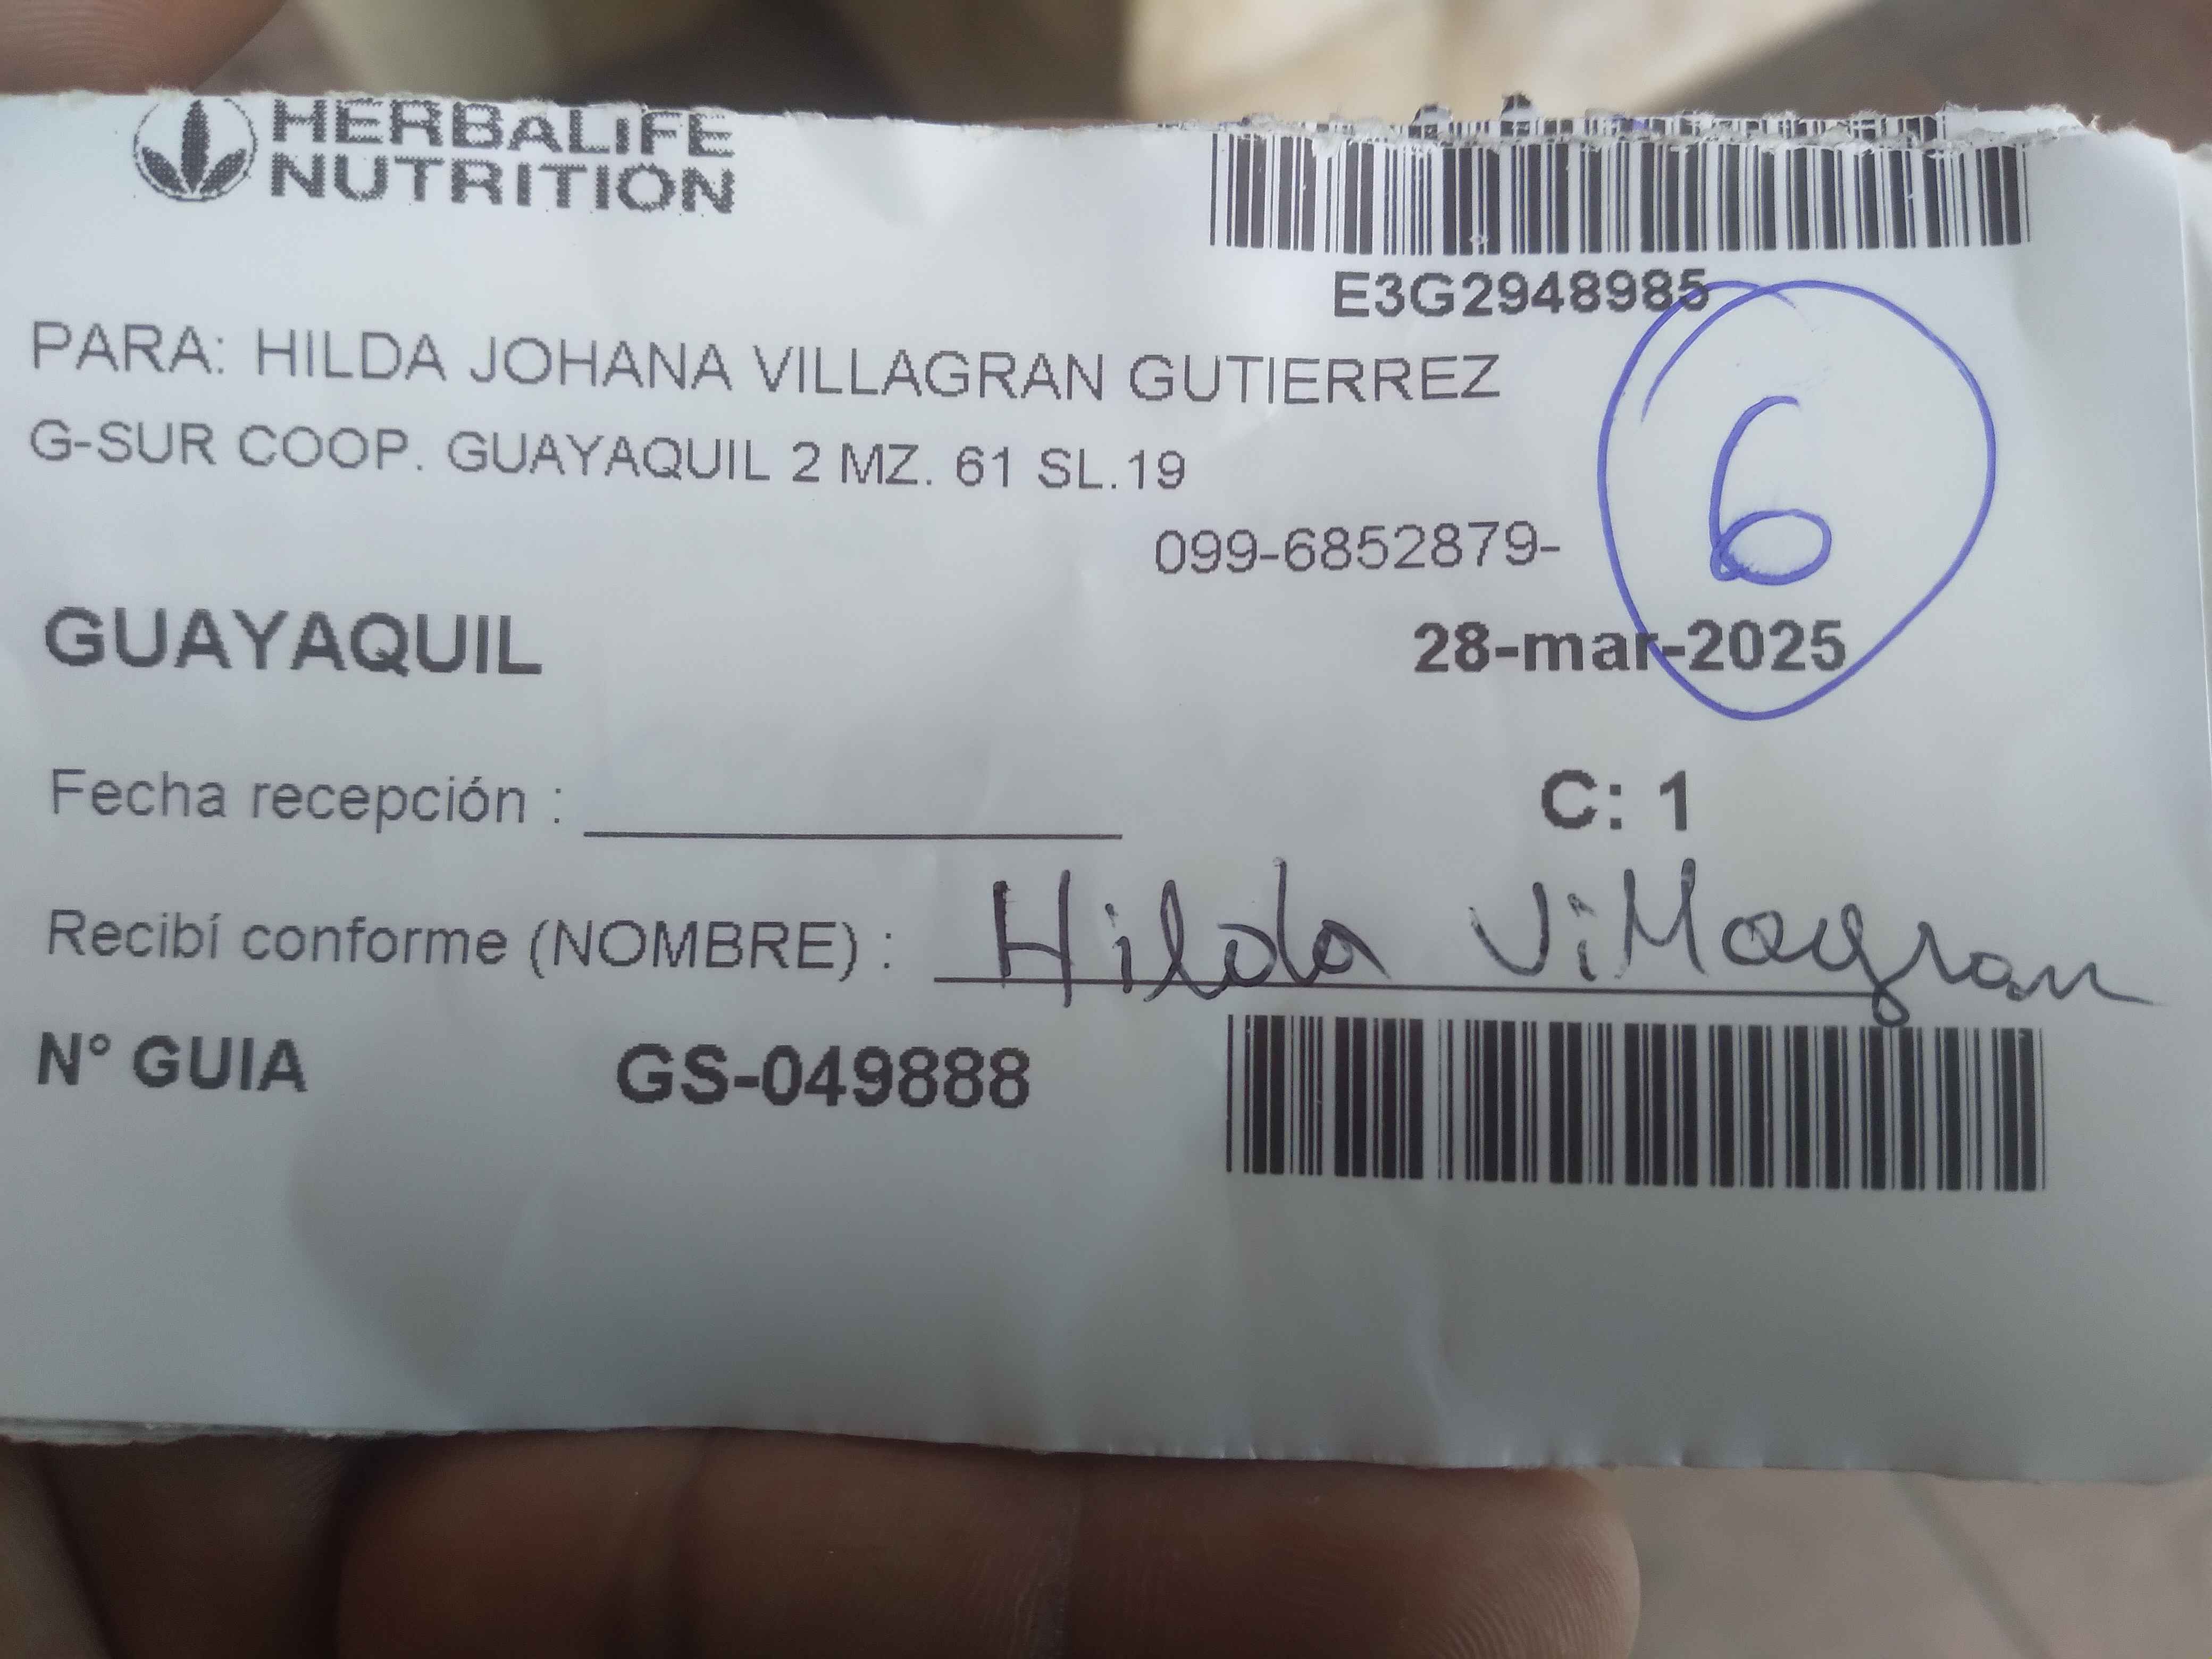 HERBALIFE
NUTRITION
E3G2948985
PARA: HILDA JOHANA VILLAGRAN GUTIERREZ
G-SUR COOP. GUAYAQUIL 2 MZ. 61 SL.19
6
099-6852879-
GUAYAQUIL 28-mar-2025
Fecha recepción : C: 1
Recibí conforme (NOMBRE) : Hilda Villagran
N° GUIA GS-049888